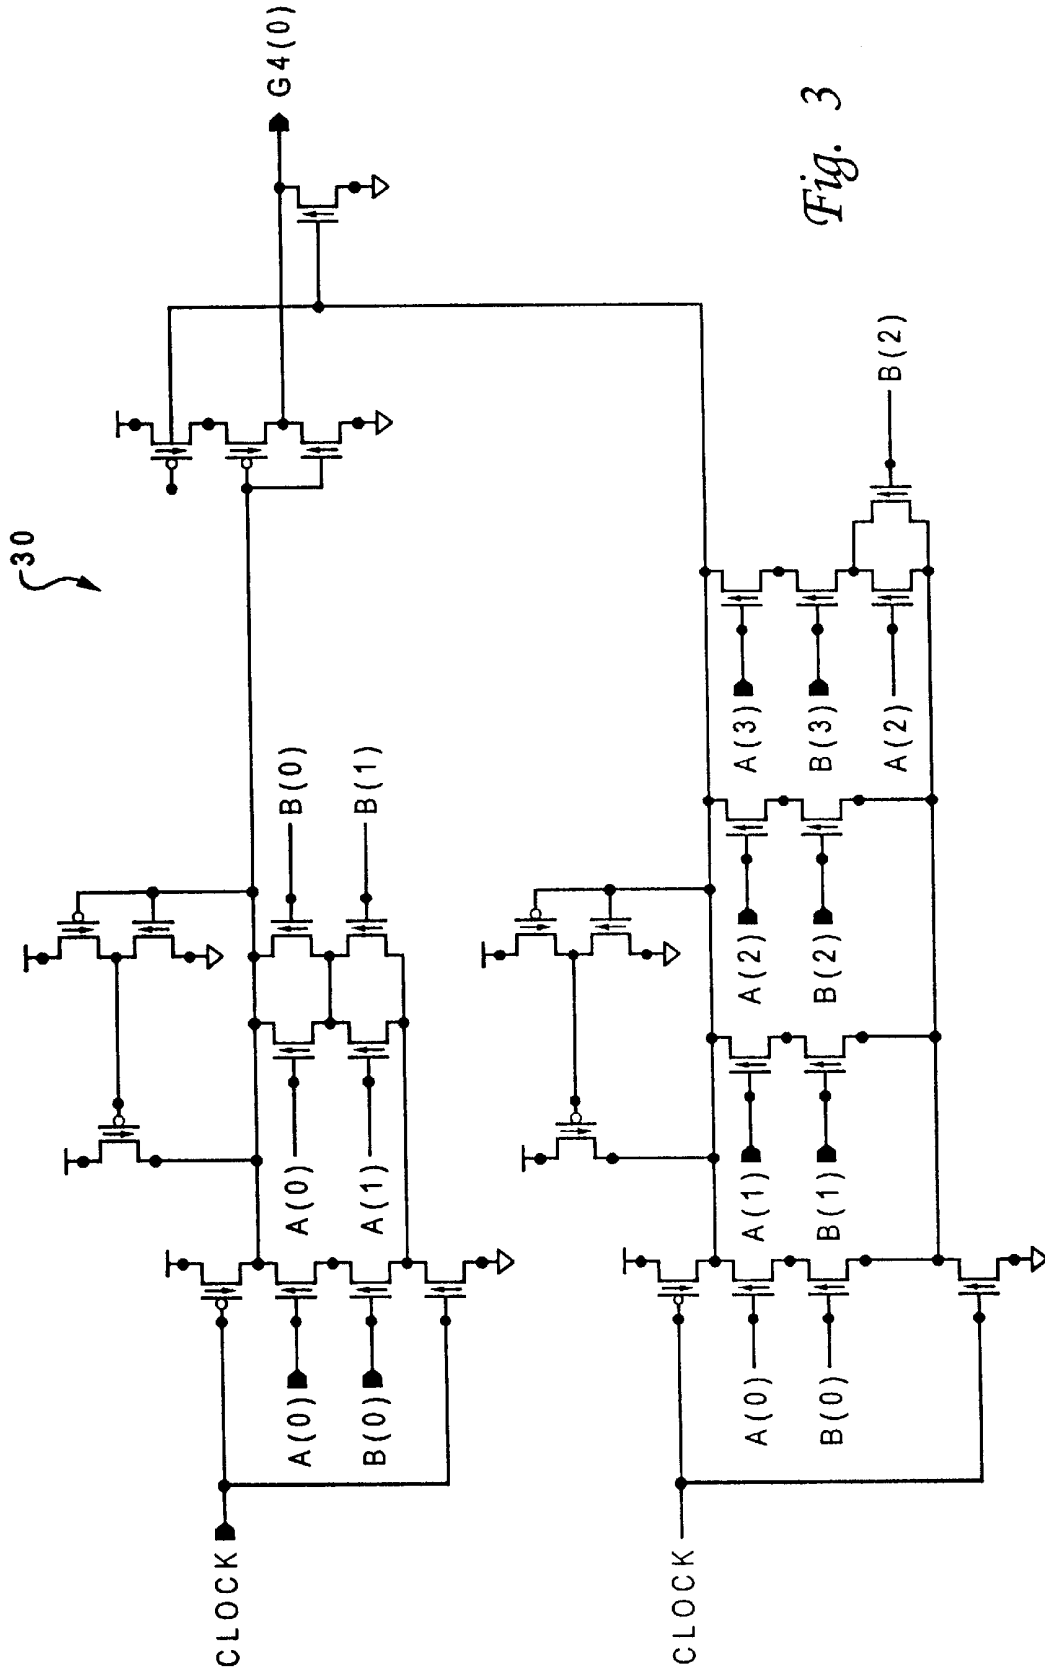 30
CLOCK
A(0)
B(0)
A(0)
A(1)
B(0)
B(1)
G4(0)
CLOCK
A(0)
B(0)
A(1)
B(1)
A(2)
B(2)
A(3)
B(3)
A(2)
B(2)
Fig. 3